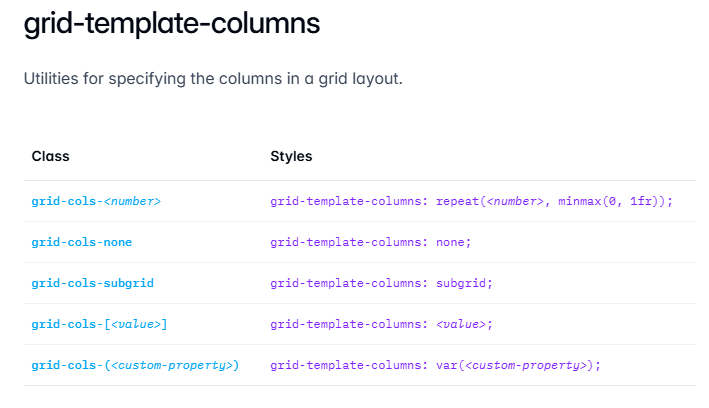 grid-template-columns
Utilities for specifying the columns in a grid layout.
Class Styles
grid-cols-<number> grid-template-columns: repeat(<number>, minmax(0, 1fr));
grid-cols-none grid-template-columns: none;
grid-cols-subgrid grid-template-columns: subgrid;
grid-cols-[<value>] grid-template-columns: <value>;
grid-cols-(<custom-property>) grid-template-columns: var(<custom-property>);